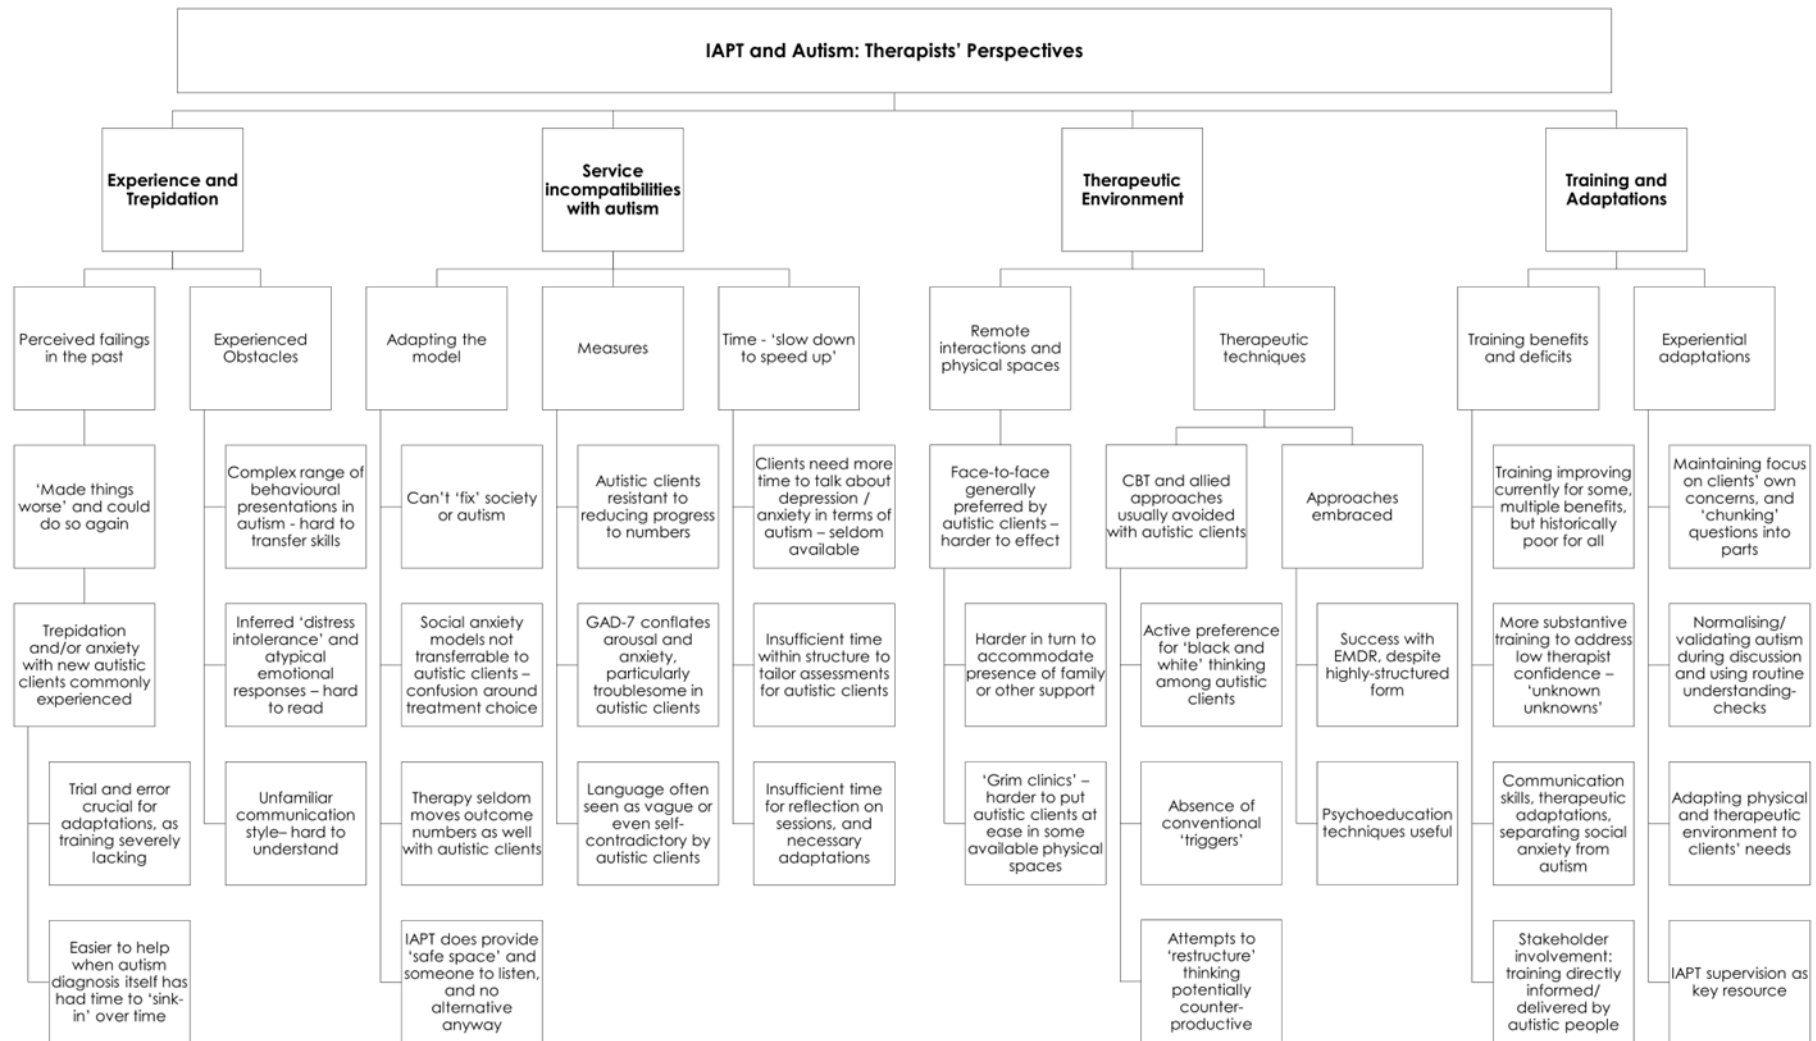 IAPT and Autism: Therapists' Perspectives
Experience and
Trepidation
Service
incompatibilities
with autism
Therapeutic
Environment
Training and
Adaptations
Perceived failings
in the past
Experienced
Obstacles
Adapting the
model
Measures
Time - ‘slow down
to speed up’
Remote
interactions and
physical spaces
Therapeutic
techniques
Training benefits
and deficits
Experiential
adaptations
‘Made things
worse’ and could
do so again
Complex range of
behavioural
presentations in
autism - hard to
transfer skills
Can’t ‘fix’ society
or autism
Autistic clients
resistant to
reducing progress
to numbers
Clients need more
time to talk about
depression /
anxiety in terms of
autism – seldom
available
Face-to-face
generally
preferred by
autistic clients –
harder to effect
CBT and allied
approaches
usually avoided
with autistic clients
Approaches
embraced
Training improving
currently for some,
multiple benefits,
but historically
poor for all
Maintaining focus
on clients’ own
concerns, and
‘chunking’
questions into
parts
Trepidation
and/or anxiety
with new autistic
clients commonly
experienced
Inferred ‘distress
intolerance’ and
atypical
emotional
responses – hard
to read
Social anxiety
models not
transferrable to
autistic clients –
confusion around
treatment choice
GAD-7 conflates
arousal and
anxiety,
particularly
troublesome in
autistic clients
Insufficient time
within structure to
tailor assessments
for autistic clients
Harder in turn to
accommodate
presence of family
or other support
Active preference
for ‘black and
white’ thinking
among autistic
clients
Success with
EMDR, despite
highly-structured
form
More substantive
training to address
low therapist
confidence –
‘unknown
unknowns’
Normalising/
validating autism
during discussion
and using routine
understanding-
checks
Trial and error
crucial for
adaptations, as
training severely
lacking
Unfamiliar
communication
style– hard to
understand
Therapy seldom
moves outcome
numbers as well
with autistic clients
Language often
seen as vague or
even self-
contradictory by
autistic clients
Insufficient time
for reflection on
sessions, and
necessary
adaptations
‘Grim clinics’ –
harder to put
autistic clients at
ease in some
available physical
spaces
Absence of
conventional
‘triggers’
Psychoeducation
techniques useful
Communication
skills, therapeutic
adaptations,
separating social
anxiety from
autism
Adapting physical
and therapeutic
environment to
clients’ needs
Easier to help
when autism
diagnosis itself has
had time to ‘sink-
in’ over time
IAPT does provide
‘safe space’ and
someone to listen,
and no
alternative
anyway
Attempts to
‘restructure’
thinking
potentially
counter-
productive
Stakeholder
involvement:
training directly
informed/
delivered by
autistic people
IAPT supervision as
key resource